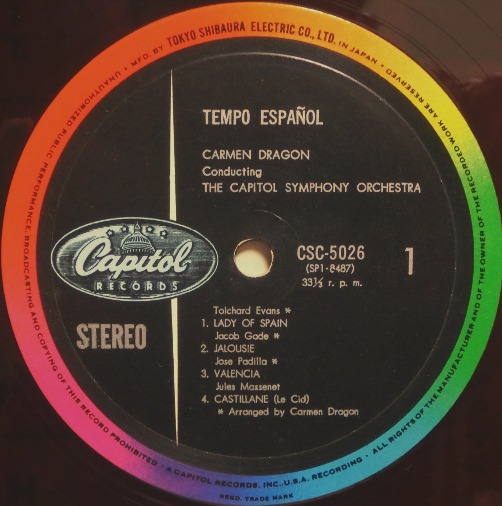 • MFD. BY TOKYO SHIBAURA ELECTRIC CO., LTD. IN JAPAN •
ALL RIGHTS OF THE MANUFACTURER AND OF THE OWNER OF THE RECORDED WORK ARE RESERVED
UNAUTHORIZED PUBLIC PERFORMANCE, BROADCASTING AND COPYING OF THIS RECORD PROHIBITED
• A CAPITOL RECORDS, INC., U.S.A. RECORDING •
REGD. TRADE MARK
TEMPO ESPAÑOL
CARMEN DRAGON
Conducting
THE CAPITOL SYMPHONY ORCHESTRA
Capitol
RECORDS
STEREO
CSC-5026
(SP1-8487)
33⅓ r. p. m.
1
Tolchard Evans *
1. LADY OF SPAIN
Jacob Gade *
2. JALOUSIE
Jose Padilla *
3. VALENCIA
Jules Massenet
4. CASTILLANE (Le Cid)
* Arranged by Carmen Dragon